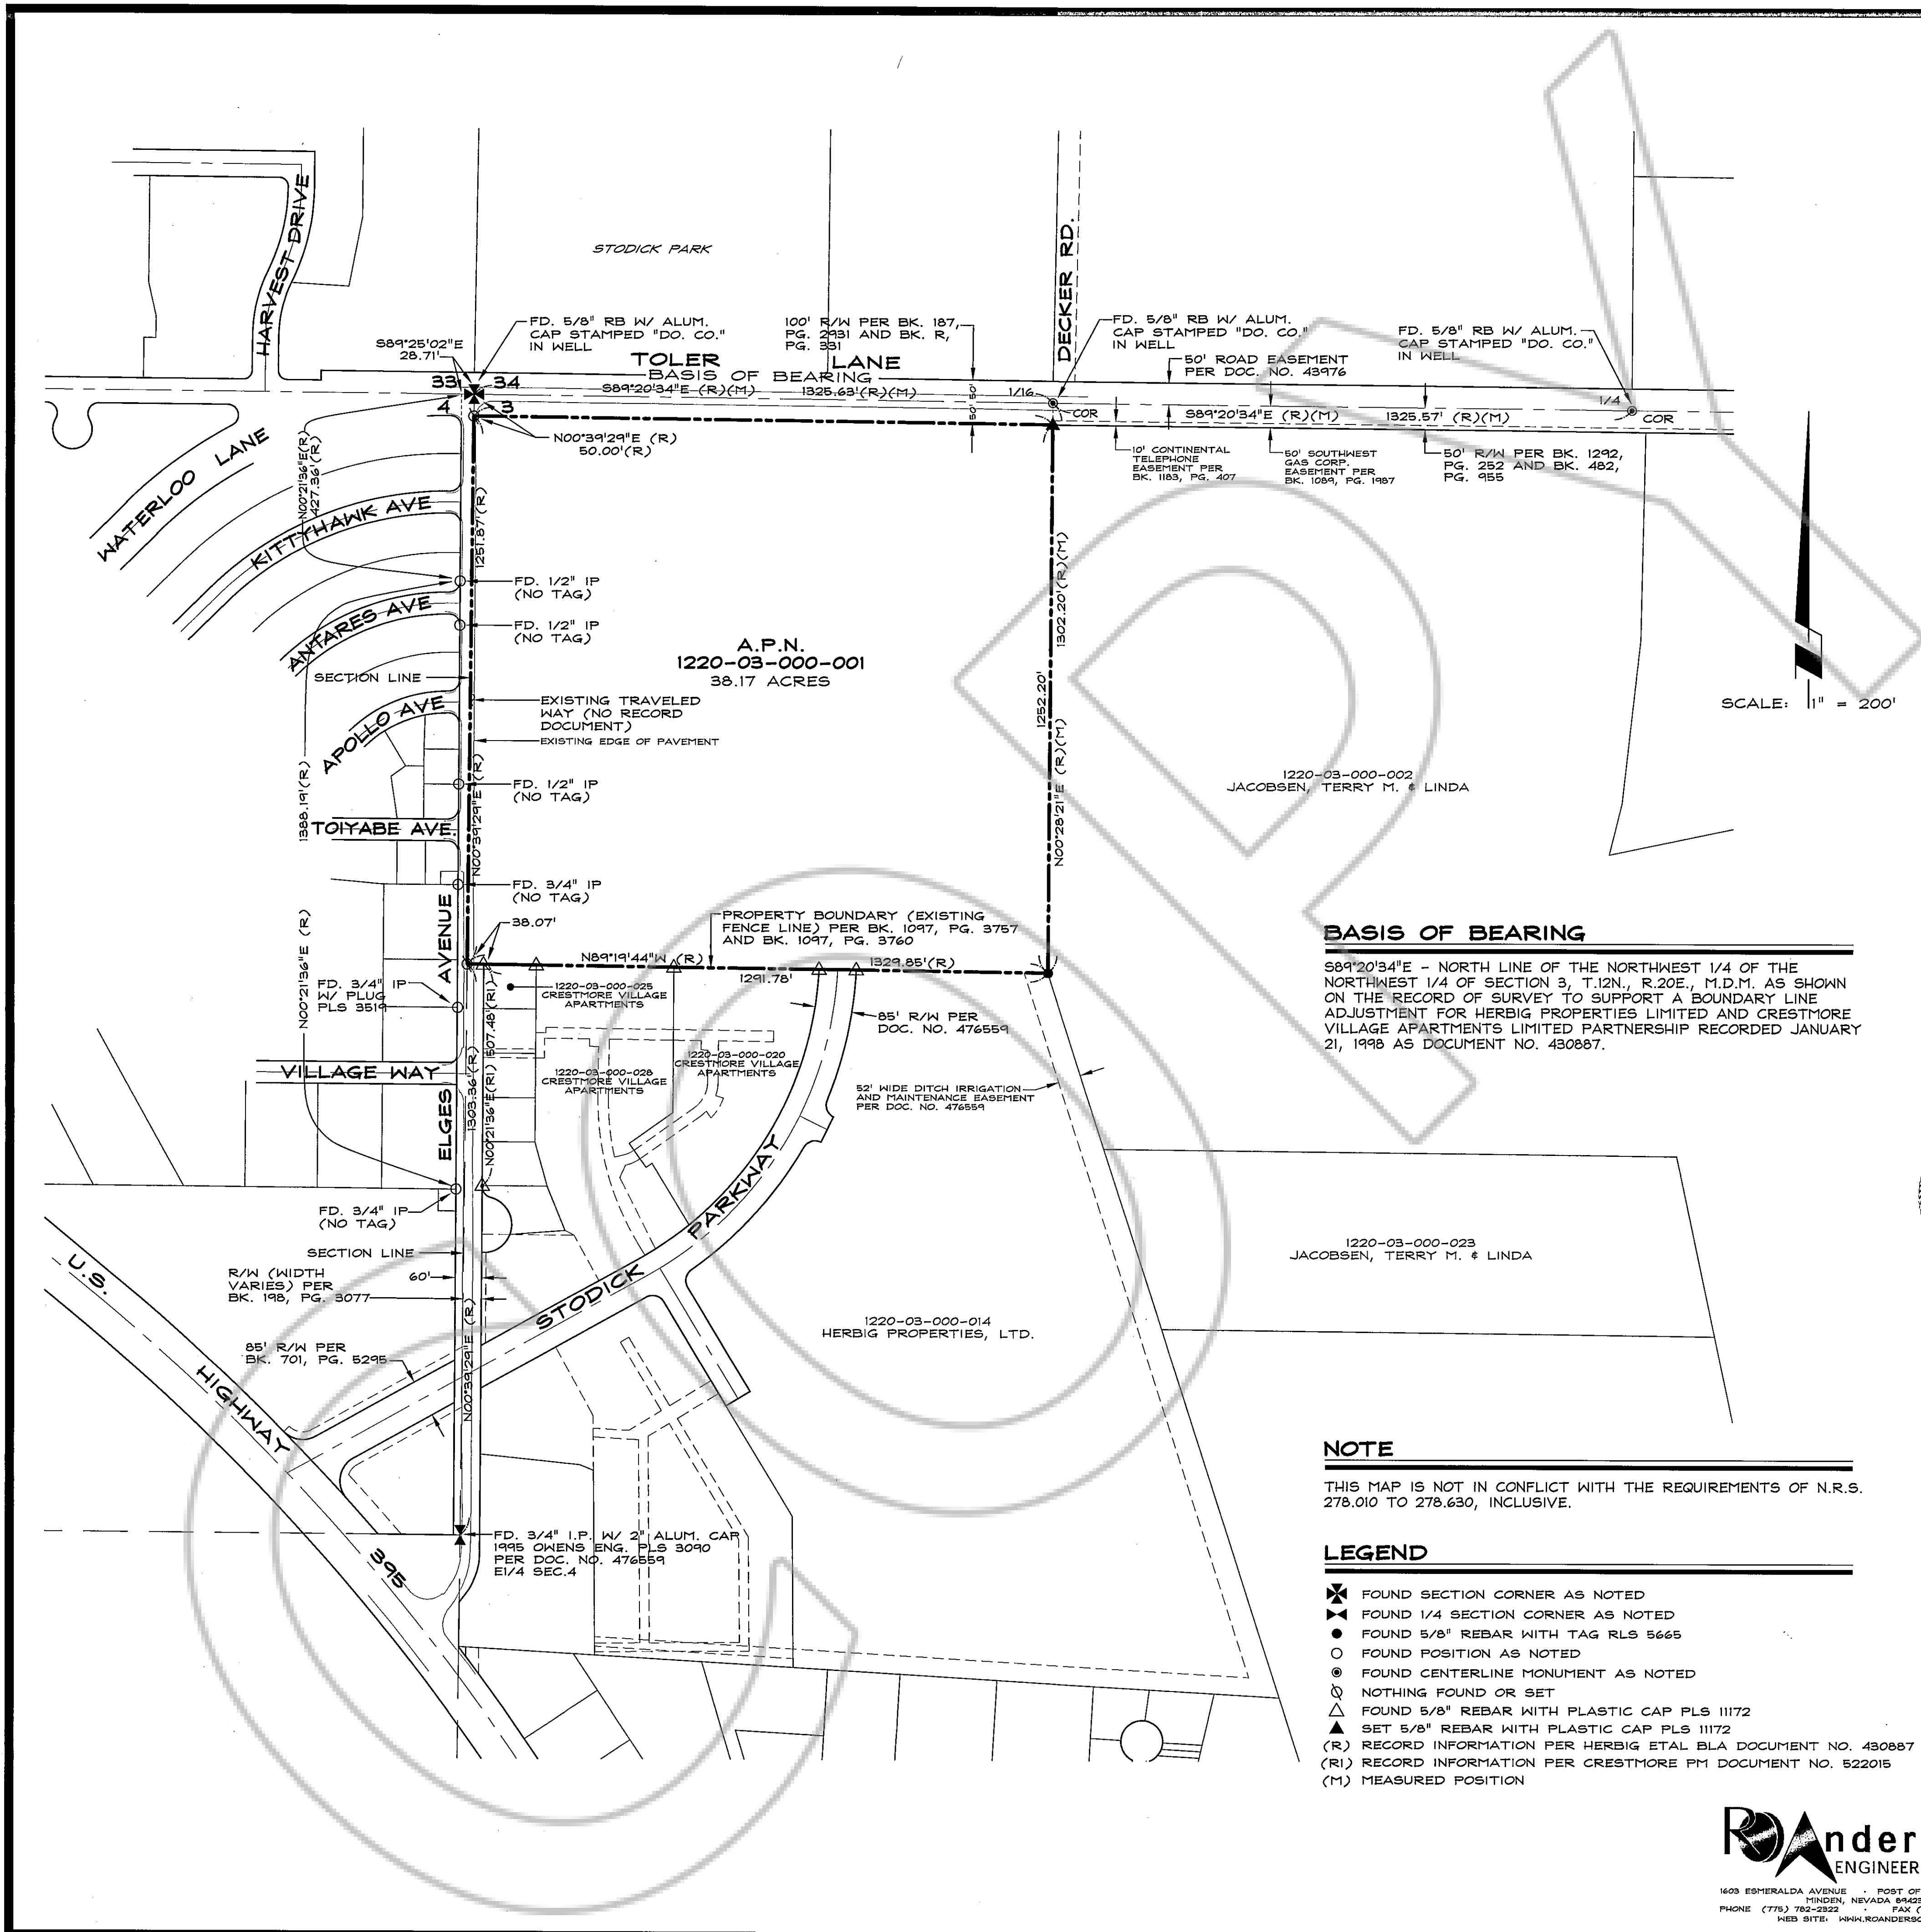 HARVEST DRIVE
STODICK PARK
DECKER RD.
FD. 5/8" RB W/ ALUM.
CAP STAMPED "DO. CO."
IN WELL
100' R/W PER BK. 187,
PG. 2931 AND BK. R,
PG. 331
FD. 5/8" RB W/ ALUM.
CAP STAMPED "DO. CO."
IN WELL
FD. 5/8" RB W/ ALUM.
CAP STAMPED "DO. CO."
IN WELL
S89°25'02"E
28.71'
TOLER LANE
BASIS OF BEARING
50' ROAD EASEMENT
PER DOC. NO. 43976
33 34
4 3
S89°20'34"E (R)(M) 1325.63'(R)(M)
50' 50'
1/16
COR
S89°20'34"E (R)(M) 1325.57' (R)(M)
1/4
COR
N00°39'29"E (R)
50.00'(R)
10' CONTINENTAL
TELEPHONE
EASEMENT PER
BK. 1183, PG. 407
50' SOUTHWEST
GAS CORP.
EASEMENT PER
BK. 1089, PG. 1987
50' R/W PER BK. 1292,
PG. 252 AND BK. 482,
PG. 955
WATERLOO LANE
N00°21'36"E(R)
427.36'(R)
KITTYHAWK AVE
1251.87'(R)
1302.20'(R)(M)
FD. 1/2" IP
(NO TAG)
ANTARES AVE
FD. 1/2" IP
(NO TAG)
A.P.N.
1220-03-000-001
38.17 ACRES
SECTION LINE
EXISTING TRAVELED
WAY (NO RECORD
DOCUMENT)
EXISTING EDGE OF PAVEMENT
APOLLO AVE
1252.20'
SCALE: 1" = 200'
1388.19'(R)
N00°39'29"E (R)
N00°28'21"E (R)(M)
FD. 1/2" IP
(NO TAG)
1220-03-000-002
JACOBSEN, TERRY M. & LINDA
TOIYABE AVE.
FD. 3/4" IP
(NO TAG)
38.07'
PROPERTY BOUNDARY (EXISTING
FENCE LINE) PER BK. 1097, PG. 3757
AND BK. 1097, PG. 3760
N89°19'44"W (R) 1329.85'(R)
1291.78'
N00°21'36"E (R)
ELGES AVENUE
FD. 3/4" IP
W/ PLUG
PLS 3519
1220-03-000-025
CRESTMORE VILLAGE
APARTMENTS
85' R/W PER
DOC. NO. 476559
BASIS OF BEARING
S89°20'34"E - NORTH LINE OF THE NORTHWEST 1/4 OF THE
NORTHWEST 1/4 OF SECTION 3, T.12N., R.20E., M.D.M. AS SHOWN
ON THE RECORD OF SURVEY TO SUPPORT A BOUNDARY LINE
ADJUSTMENT FOR HERBIG PROPERTIES LIMITED AND CRESTMORE
VILLAGE APARTMENTS LIMITED PARTNERSHIP RECORDED JANUARY
21, 1998 AS DOCUMENT NO. 430887.
1303.36'(R)
N00°21'36"E(R1) 507.48'(R1)
VILLAGE WAY
1220-03-000-028
CRESTMORE VILLAGE
APARTMENTS
1220-03-000-020
CRESTMORE VILLAGE
APARTMENTS
52' WIDE DITCH IRRIGATION
AND MAINTENANCE EASEMENT
PER DOC. NO. 476559
FD. 3/4" IP
(NO TAG)
SECTION LINE
R/W (WIDTH
VARIES) PER
BK. 198, PG. 3077
60'
STODICK PARKWAY
1220-03-000-023
JACOBSEN, TERRY M. & LINDA
1220-03-000-014
HERBIG PROPERTIES, LTD.
85' R/W PER
BK. 701, PG. 5295
N00°39'29"E (R)
U.S. HIGHWAY 395
FD. 3/4" I.P. W/ 2" ALUM. CAP
1995 OWENS ENG. PLS 3090
PER DOC. NO. 476559
E1/4 SEC.4
NOTE
THIS MAP IS NOT IN CONFLICT WITH THE REQUIREMENTS OF N.R.S.
278.010 TO 278.630, INCLUSIVE.
LEGEND
FOUND SECTION CORNER AS NOTED
FOUND 1/4 SECTION CORNER AS NOTED
FOUND 5/8" REBAR WITH TAG RLS 5665
FOUND POSITION AS NOTED
FOUND CENTERLINE MONUMENT AS NOTED
NOTHING FOUND OR SET
FOUND 5/8" REBAR WITH PLASTIC CAP PLS 11172
SET 5/8" REBAR WITH PLASTIC CAP PLS 11172
(R) RECORD INFORMATION PER HERBIG ETAL BLA DOCUMENT NO. 430887
(R1) RECORD INFORMATION PER CRESTMORE PM DOCUMENT NO. 522015
(M) MEASURED POSITION
COPY
RO Ander
ENGINEER
1603 ESMERALDA AVENUE · POST OF
MINDEN, NEVADA 89423
PHONE (775) 782-2322 · FAX (
WEB SITE: WWW.ROANDERSO